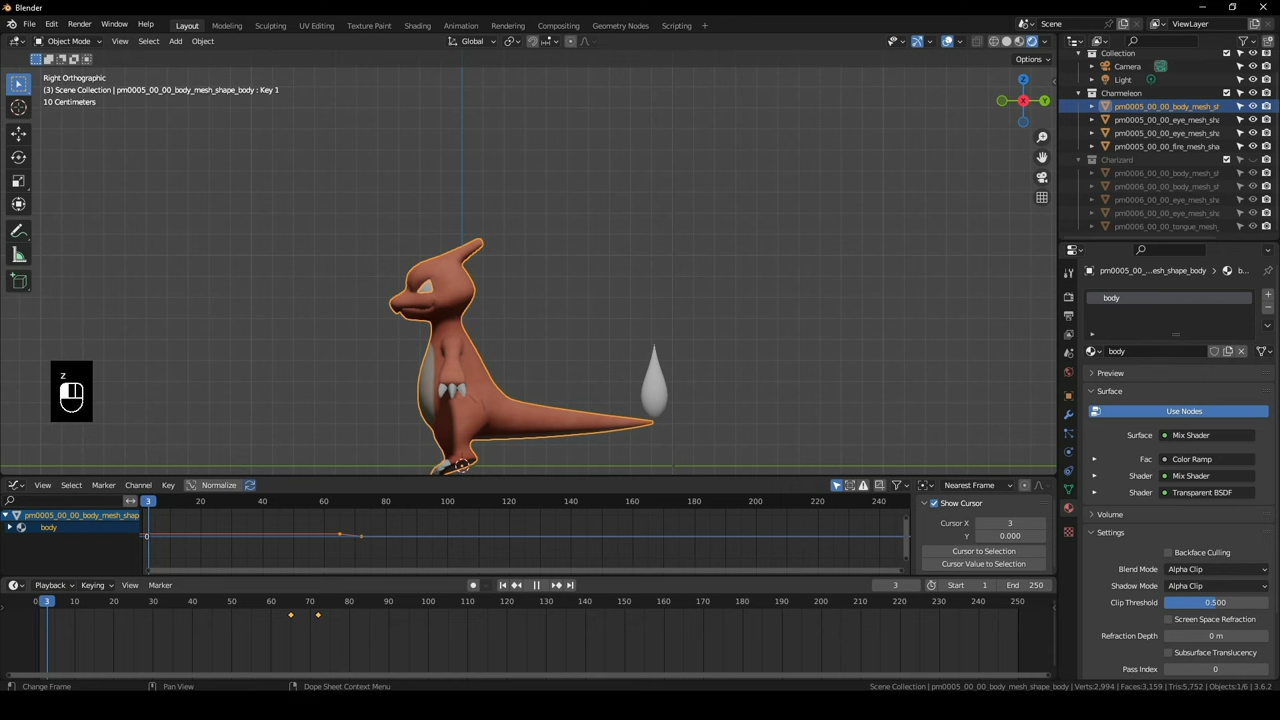 Blender
File Edit Render Window Help Layout Modeling Sculpting UV Editing Texture Paint Shading Animation Rendering Compositing Geometry Nodes Scripting + Scene ViewLayer
Object Mode View Select Add Object Global
Options
Right Orthographic
(3) Scene Collection | pm0005_00_00_body_mesh_shape_body : Key 1
10 Centimeters
Z
Y
X
z
Collection
Camera
Light
Charmeleon
pm0005_00_00_body_mesh_sh
pm0005_00_00_eye_mesh_sha
pm0005_00_00_eye_mesh_sha
pm0005_00_00_fire_mesh_sha
Charizard
pm0006_00_00_body_mesh_s
pm0006_00_00_body_mesh_s
pm0006_00_00_eye_mesh_sha
pm0006_00_00_eye_mesh_sha
pm0006_00_00_tongue_mesh_
pm0005_00_...esh_shape_body b...
body
body
Preview
Surface
Use Nodes
Surface Mix Shader
Fac Color Ramp
Shader Mix Shader
Shader Transparent BSDF
Volume
Settings
Backface Culling
Blend Mode Alpha Clip
Shadow Mode Alpha Clip
Clip Threshold 0.500
Screen Space Refraction
Refraction Depth 0 m
Subsurface Translucency
Pass Index 0
View Select Marker Channel Key Normalize Nearest Frame
3 20 40 60 80 100 120 140 160 180 200 220 240
pm0005_00_00_body_mesh_shap
body
0
Show Cursor
Cursor X 3
Y 0.000
Cursor to Selection
Cursor Value to Selection
Playback Keying View Marker 3 Start 1 End 250
0 3 10 20 30 40 50 60 70 80 90 100 110 120 130 140 150 160 170 180 190 200 210 220 230 240 250
Change Frame Pan View Dope Sheet Context Menu Scene Collection | pm0005_00_00_body_mesh_shape_body | Verts:2,994 | Faces:3,159 | Tris:5,752 | Objects:1/6 | 3.6.2